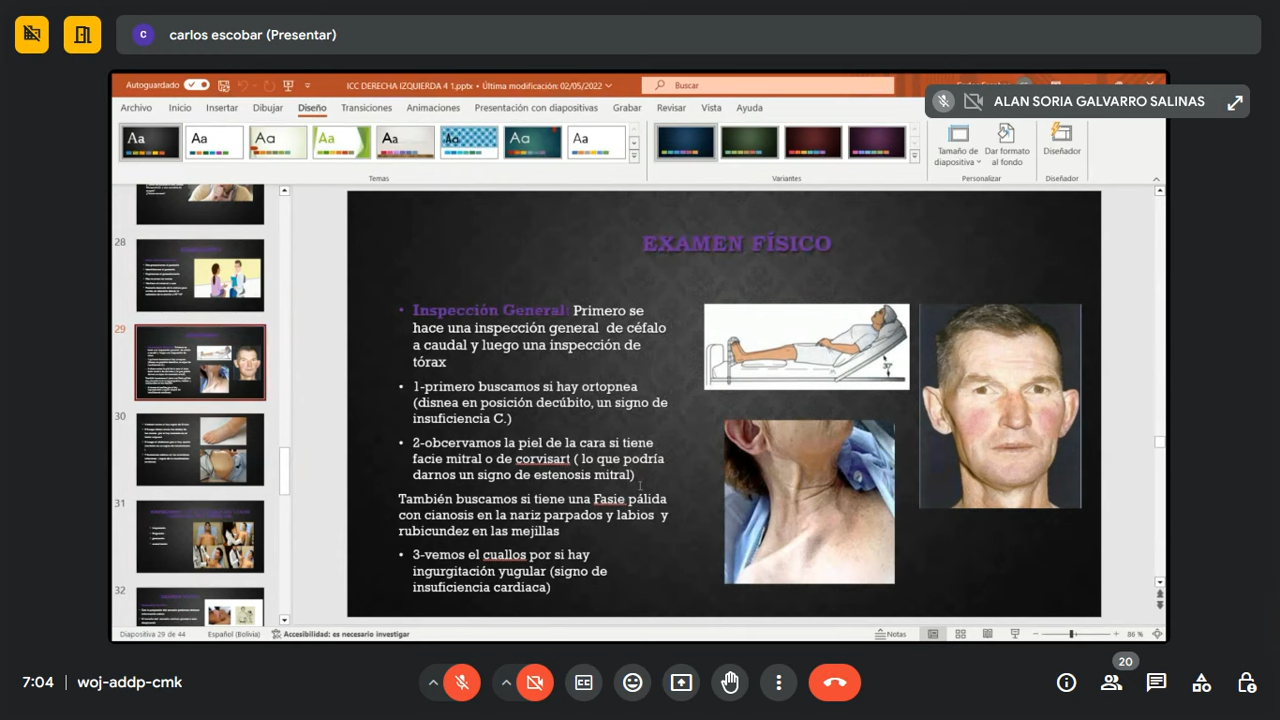 carlos escobar (Presentar)
Autoguardado
ICC DERECHA IZQUIERDA 4 1.pptx • Última modificación: 02/05/2022
Buscar
ALAN SORIA GALVARRO SALINAS
Archivo Inicio Insertar Dibujar Diseño Transiciones Animaciones Presentación con diapositivas Grabar Revisar Vista Ayuda
Aa Aa Aa Aa Aa Aa Aa Aa
Tamaño de diapositiva
Dar formato al fondo
Diseñador
Temas
Variantes
Personalizar
Diseñador
28
29
30
31
32
EXAMEN FÍSICO
• Inspección General: Primero se
hace una inspección general de céfalo
a caudal y luego una inspección de
tórax
• 1-primero buscamos si hay ortopnea
(disnea en posición decúbito, un signo de
insuficiencia C.)
• 2-obcervamos la piel de la cara si tiene
facie mitral o de corvisart ( lo que podría
darnos un signo de estenosis mitral)
También buscamos si tiene una Fasie pálida
con cianosis en la nariz parpados y labios y
rubicundez en las mejillas
• 3-vemos el cuallos por si hay
ingurgitación yugular (signo de
insuficiencia cardiaca)
30°
Diapositiva 29 de 44
Español (Bolivia)
Accesibilidad: es necesario investigar
Notas
86 %
7:04 | woj-addp-cmk
20